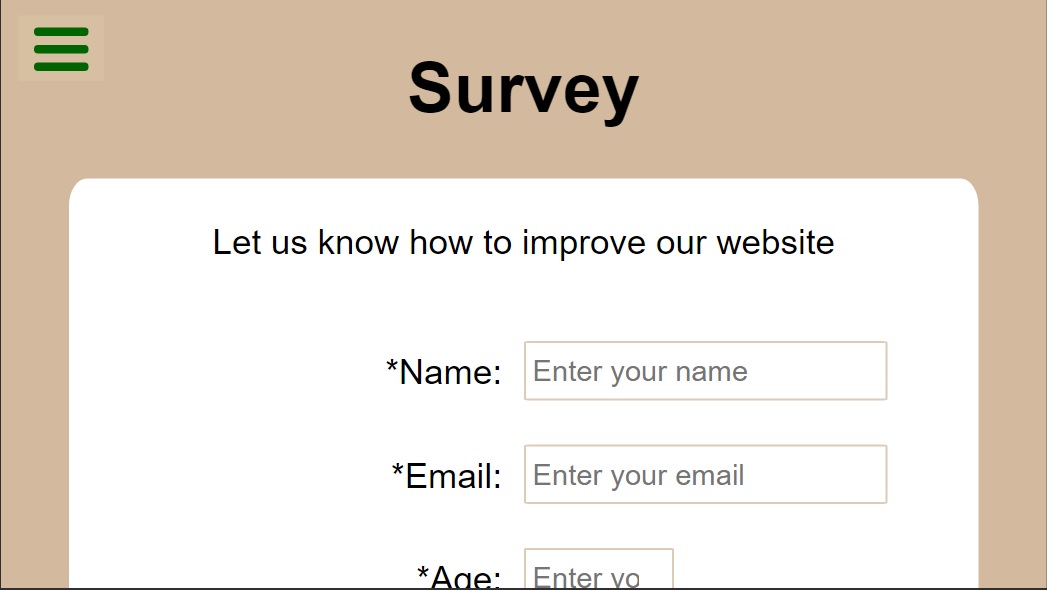 Survey
Let us know how to improve our website
*Name: Enter your name
*Email: Enter your email
*Age: Enter yo